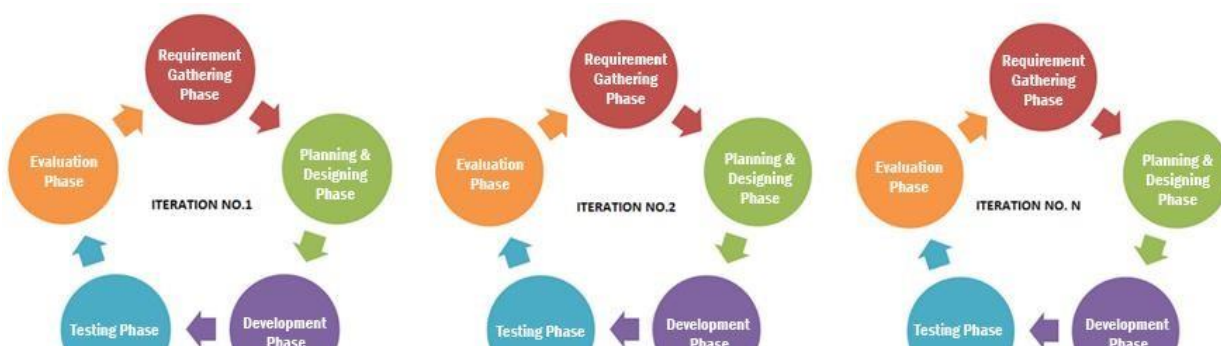 Requirement
Gathering
Phase
Evaluation
Phase
Planning &
Designing
Phase
ITERATION NO.1
Testing Phase
Development
Phase
Requirement
Gathering
Phase
Evaluation
Phase
Planning &
Designing
Phase
ITERATION NO.2
Testing Phase
Development
Phase
Requirement
Gathering
Phase
Evaluation
Phase
Planning &
Designing
Phase
ITERATION NO. N
Testing Phase
Development
Phase